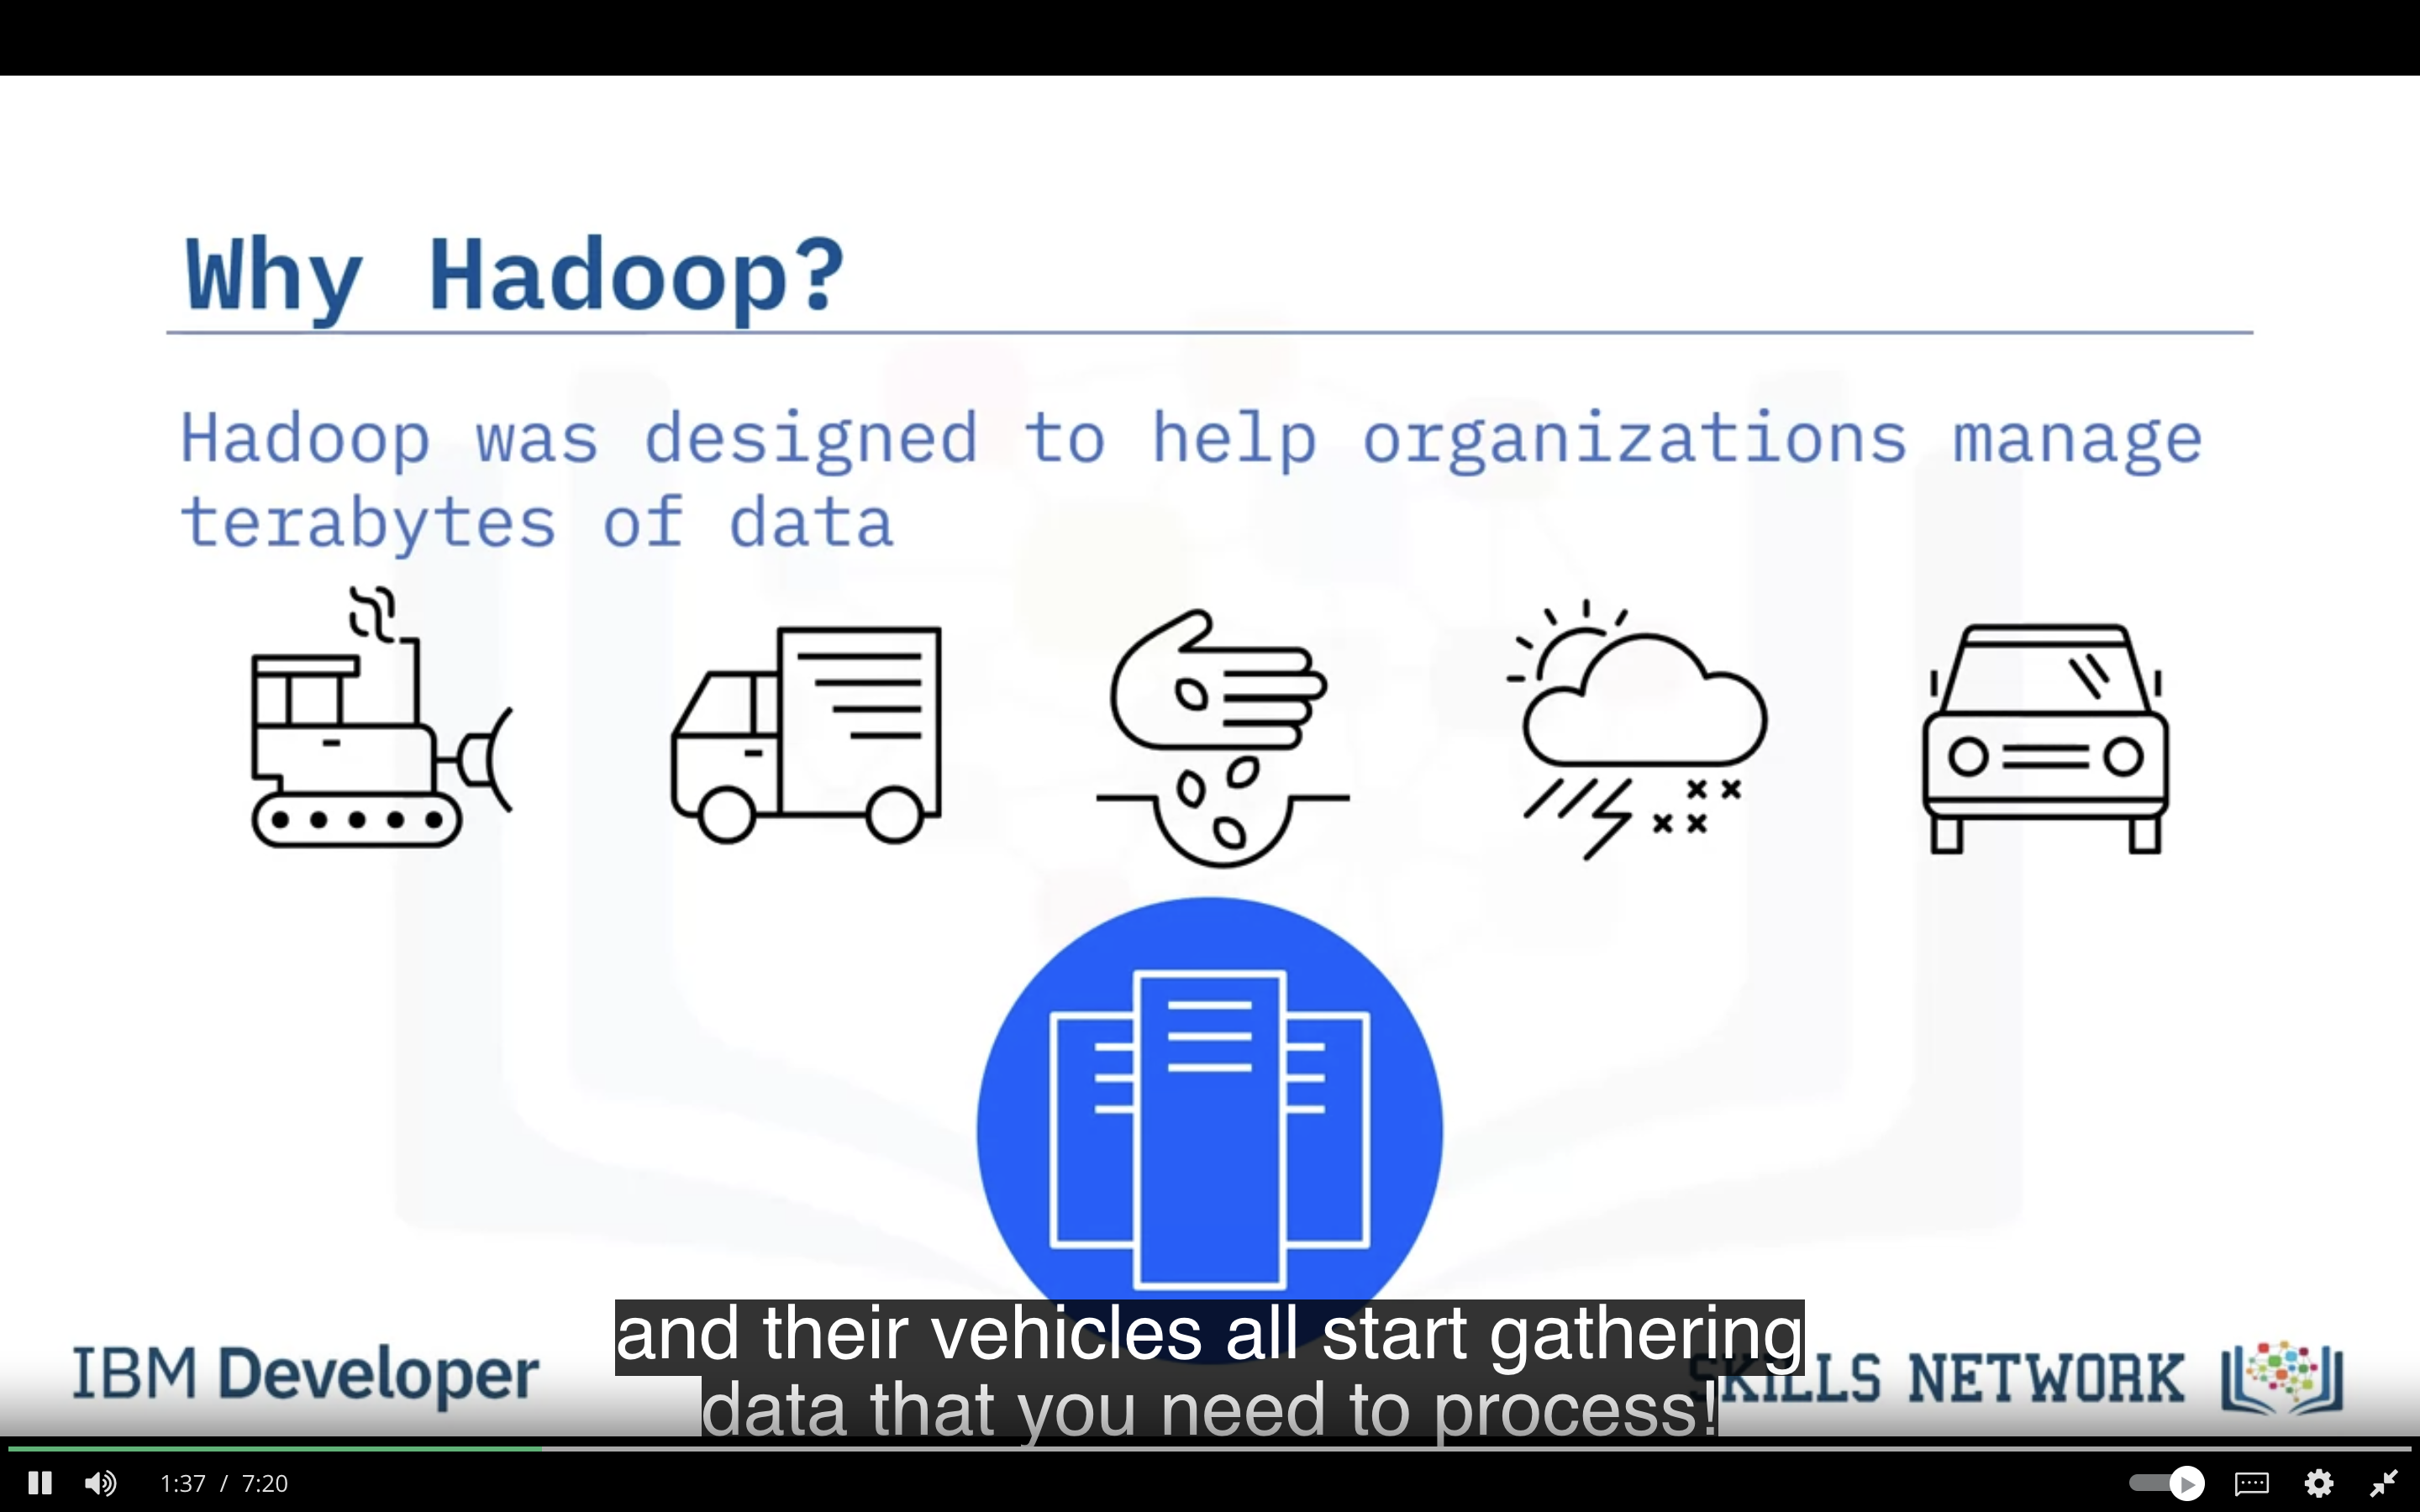 Why Hadoop?
Hadoop was designed to help organizations manage
terabytes of data
and their vehicles all start gathering
data that you need to process!
IBM Developer
SKILLS NETWORK
1:37 / 7:20